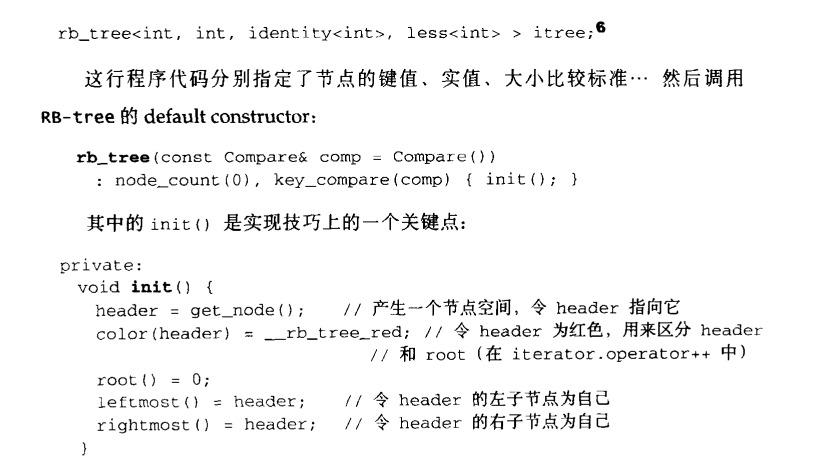 rb_tree<int, int, identity<int>, less<int> > itree;6
这行程序代码分别指定了节点的键值、实值、大小比较标准… 然后调用
RB-tree 的 default constructor:
rb_tree(const Compare& comp = Compare())
: node_count(0), key_compare(comp) { init(); }
其中的 init() 是实现技巧上的一个关键点:
private:
void init() {
header = get_node(); // 产生一个节点空间，令 header 指向它
color(header) = __rb_tree_red; // 令 header 为红色，用来区分 header
// 和 root (在 iterator.operator++ 中)
root() = 0;
leftmost() = header; // 令 header 的左子节点为自己
rightmost() = header; // 令 header 的右子节点为自己
}